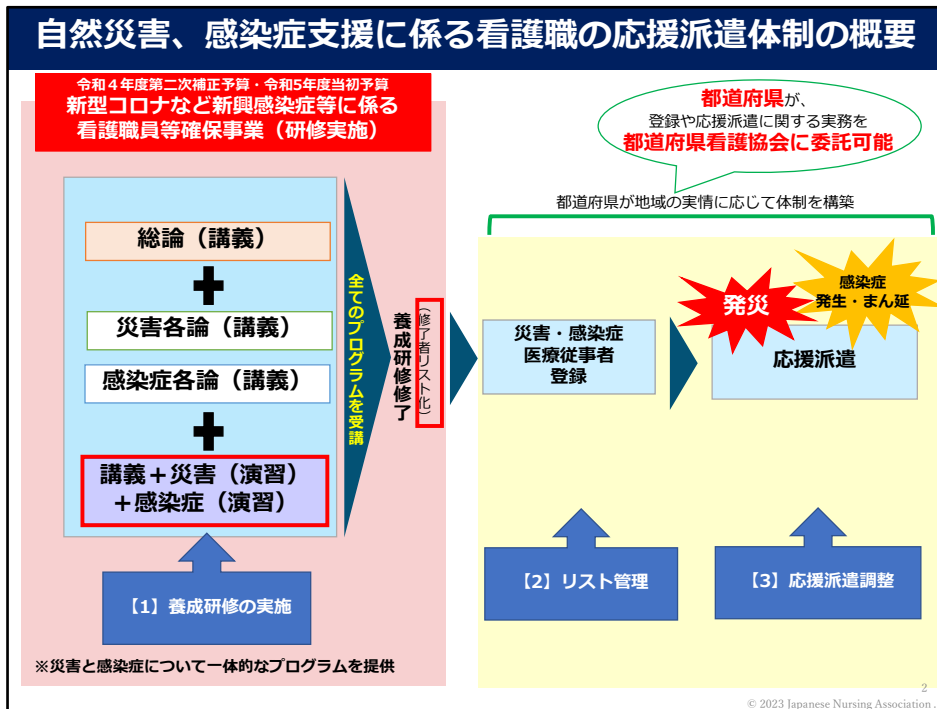 自然災害、感染症支援に係る看護職の応援派遣体制の概要
令和４年度第二次補正予算・令和5年度当初予算
新型コロナなど新興感染症等に係る
看護職員等確保事業（研修実施）
総論（講義）
災害各論（講義）
感染症各論（講義）
講義＋災害（演習）
＋感染症（演習）
全てのプログラムを受講
養成研修修了
（修了者リスト化）
【1】養成研修の実施
※災害と感染症について一体的なプログラムを提供
都道府県が、
登録や応援派遣に関する実務を
都道府県看護協会に委託可能
都道府県が地域の実情に応じて体制を構築
災害・感染症
医療従事者
登録
発災
感染症
発生・まん延
応援派遣
【2】リスト管理
【3】応援派遣調整
2
© 2023 Japanese Nursing Association .